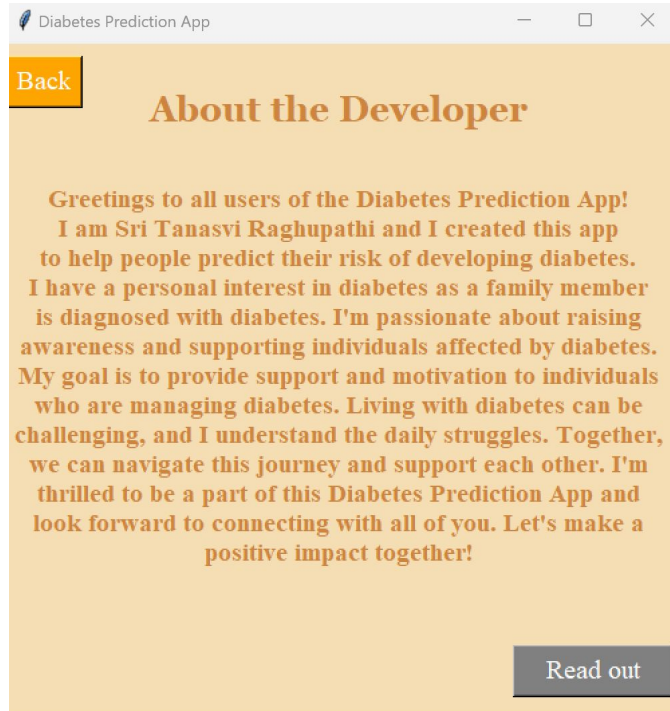 Diabetes Prediction App
Back
About the Developer
Greetings to all users of the Diabetes Prediction App!
I am Sri Tanasvi Raghupathi and I created this app
to help people predict their risk of developing diabetes.
I have a personal interest in diabetes as a family member
is diagnosed with diabetes. I'm passionate about raising
awareness and supporting individuals affected by diabetes.
My goal is to provide support and motivation to individuals
who are managing diabetes. Living with diabetes can be
challenging, and I understand the daily struggles. Together,
we can navigate this journey and support each other. I'm
thrilled to be a part of this Diabetes Prediction App and
look forward to connecting with all of you. Let's make a
positive impact together!
Read out